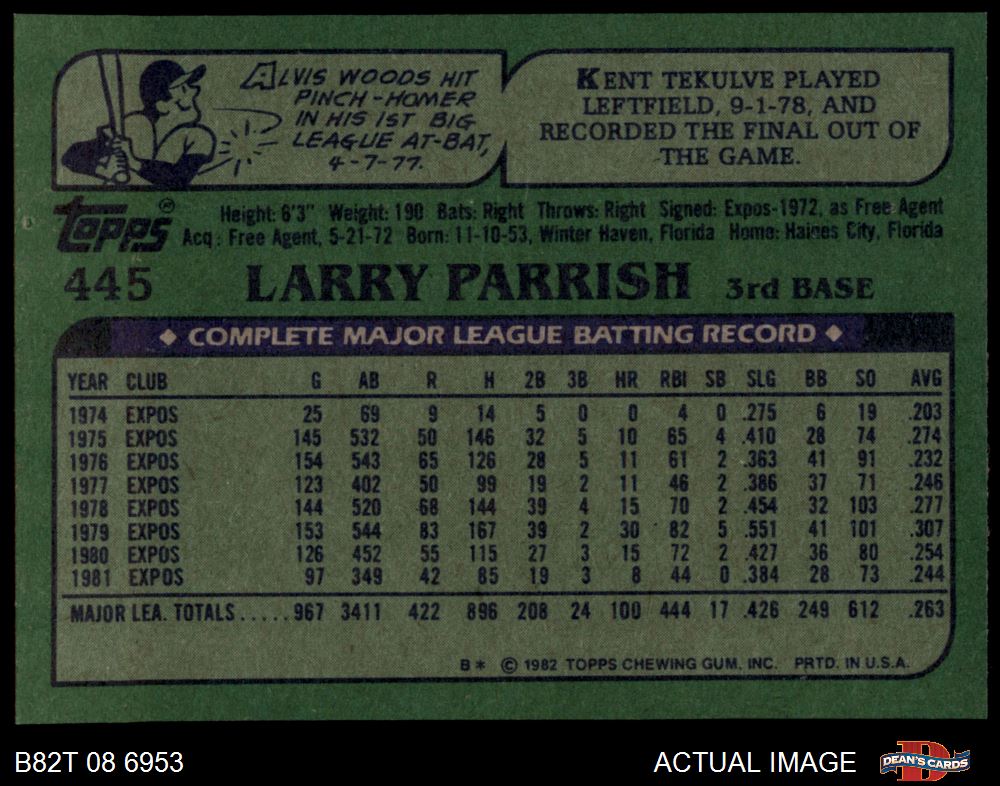 ALVIS WOODS HIT
PINCH-HOMER
IN HIS 1ST BIG
LEAGUE AT-BAT,
4-7-77.
KENT TEKULVE PLAYED
LEFTFIELD, 9-1-78, AND
RECORDED THE FINAL OUT OF
THE GAME.
topps®
Height: 6'3" Weight: 190 Bats: Right Throws: Right Signed: Expos-1972, as Free Agent
Acq: Free Agent, 5-21-72 Born: 11-10-53, Winter Haven, Florida Home: Haines City, Florida
445 LARRY PARRISH 3rd BASE
◆ COMPLETE MAJOR LEAGUE BATTING RECORD ◆
YEAR CLUB G AB R H 2B 3B HR RBI SB SLG BB SO AVG
1974 EXPOS 25 69 9 14 5 0 0 4 0 .275 6 19 .203
1975 EXPOS 145 532 50 146 32 5 10 65 4 .410 28 74 .274
1976 EXPOS 154 543 65 126 28 5 11 61 2 .363 41 91 .232
1977 EXPOS 123 402 50 99 19 2 11 46 2 .386 37 71 .246
1978 EXPOS 144 520 68 144 39 4 15 70 2 .454 32 103 .277
1979 EXPOS 153 544 83 167 39 2 30 82 5 .551 41 101 .307
1980 EXPOS 126 452 55 115 27 3 15 72 2 .427 36 80 .254
1981 EXPOS 97 349 42 85 19 3 8 44 0 .384 28 73 .244
MAJOR LEA. TOTALS.....967 3411 422 896 208 24 100 444 17 .426 249 612 .263
B* © 1982 TOPPS CHEWING GUM, INC. PRTD. IN U.S.A.
B82T 08 6953 ACTUAL IMAGE DEAN'S CARDS